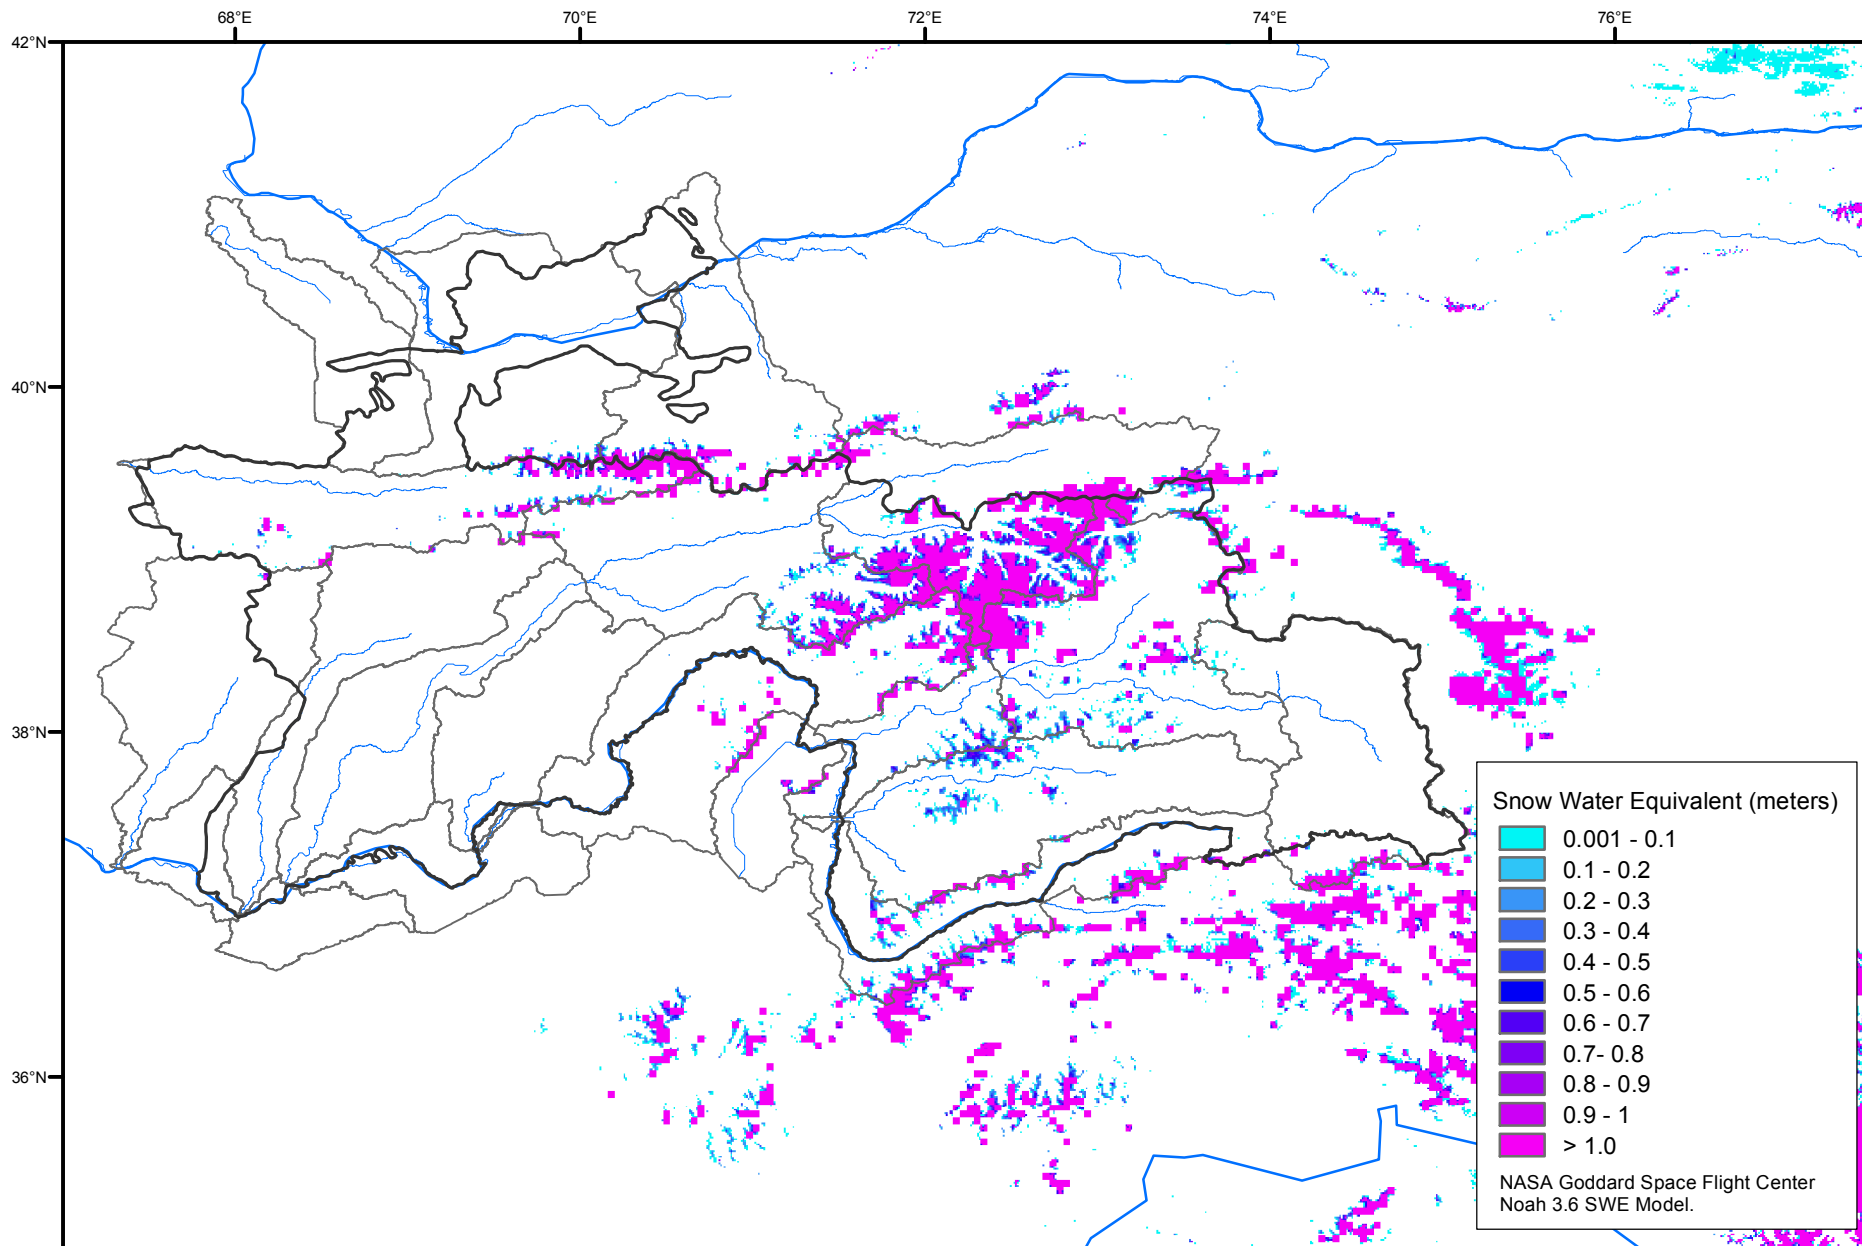 68°E
70°E
72°E
74°E
76°E
42°N
40°N
38°N
36°N
Snow Water Equivalent (meters)
0.001 - 0.1
0.1 - 0.2
0.2 - 0.3
0.3 - 0.4
0.4 - 0.5
0.5 - 0.6
0.6 - 0.7
0.7- 0.8
0.8 - 0.9
0.9 - 1
> 1.0
NASA Goddard Space Flight Center
Noah 3.6 SWE Model.